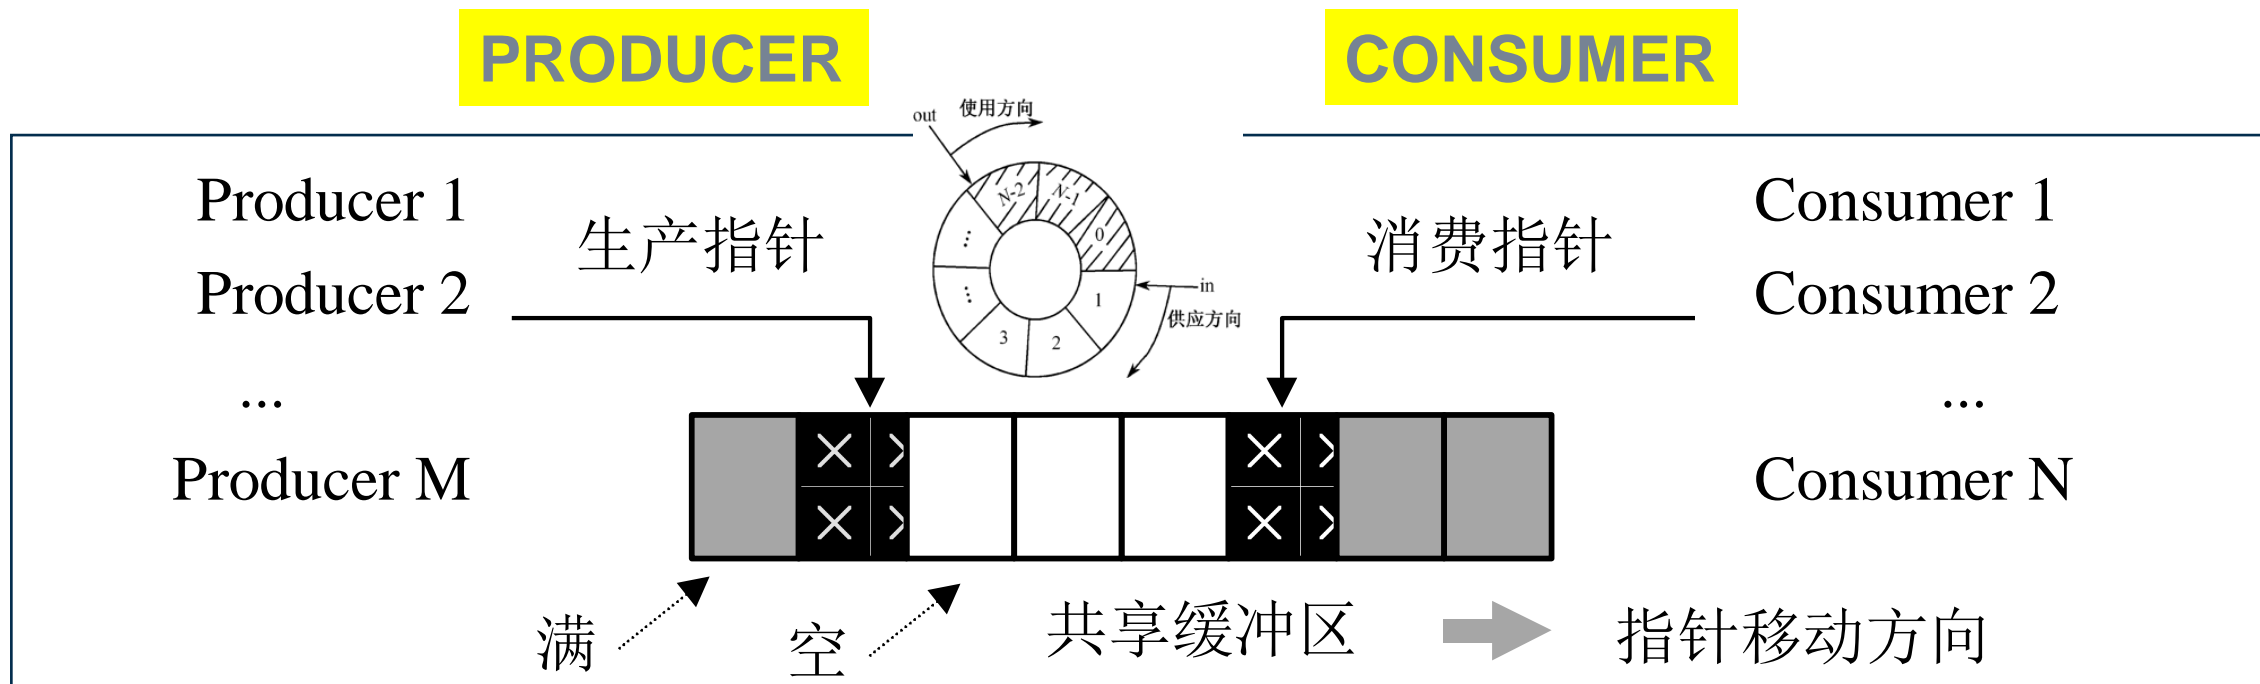 PRODUCER
CONSUMER
out
使用方向
Producer 1
生产指针
N-2
N-1
0
消费指针
Consumer 1
Producer 2
...
...
1
in
供应方向
Consumer 2
3
2
...
...
Producer M
Consumer N
满
空
共享缓冲区
指针移动方向